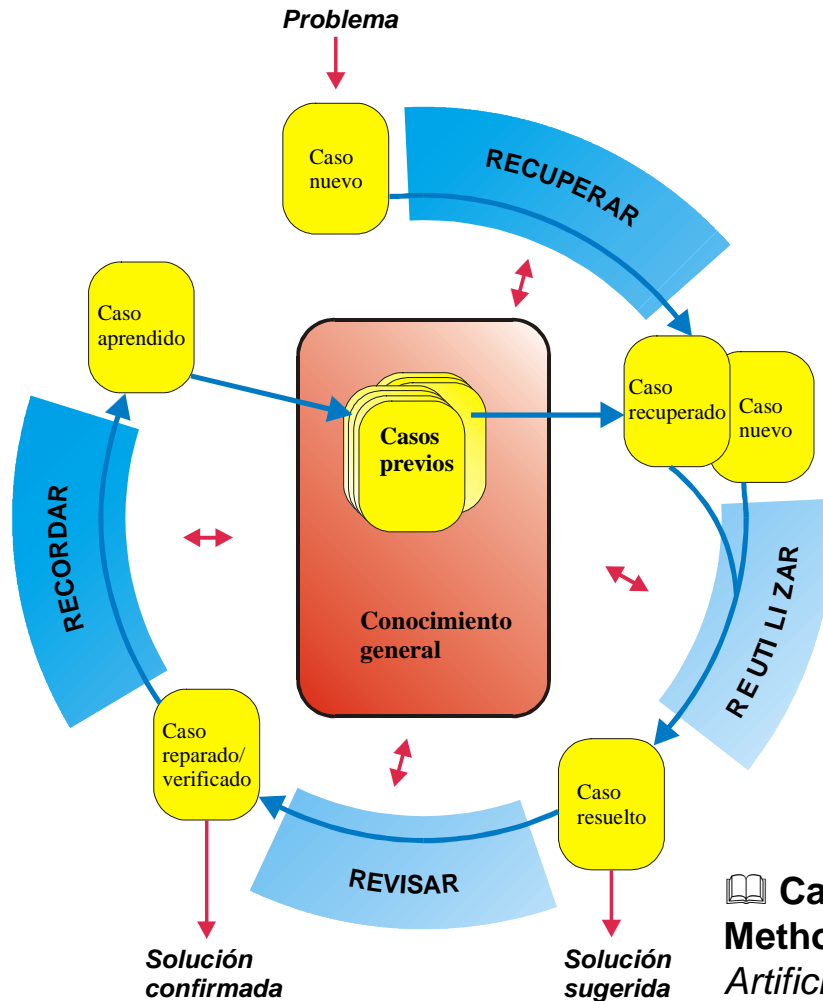 Problema
Caso
nuevo
RECUPERAR
Caso
aprendido
Casos
previos
Caso
recuperado
Caso
nuevo
RECORDAR
REUTILIZAR
Conocimiento
general
Caso
reparado/
verificado
Caso
resuelto
REVISAR
Solución
confirmada
Solución
sugerida
📖 Ca
Metho
Artifici